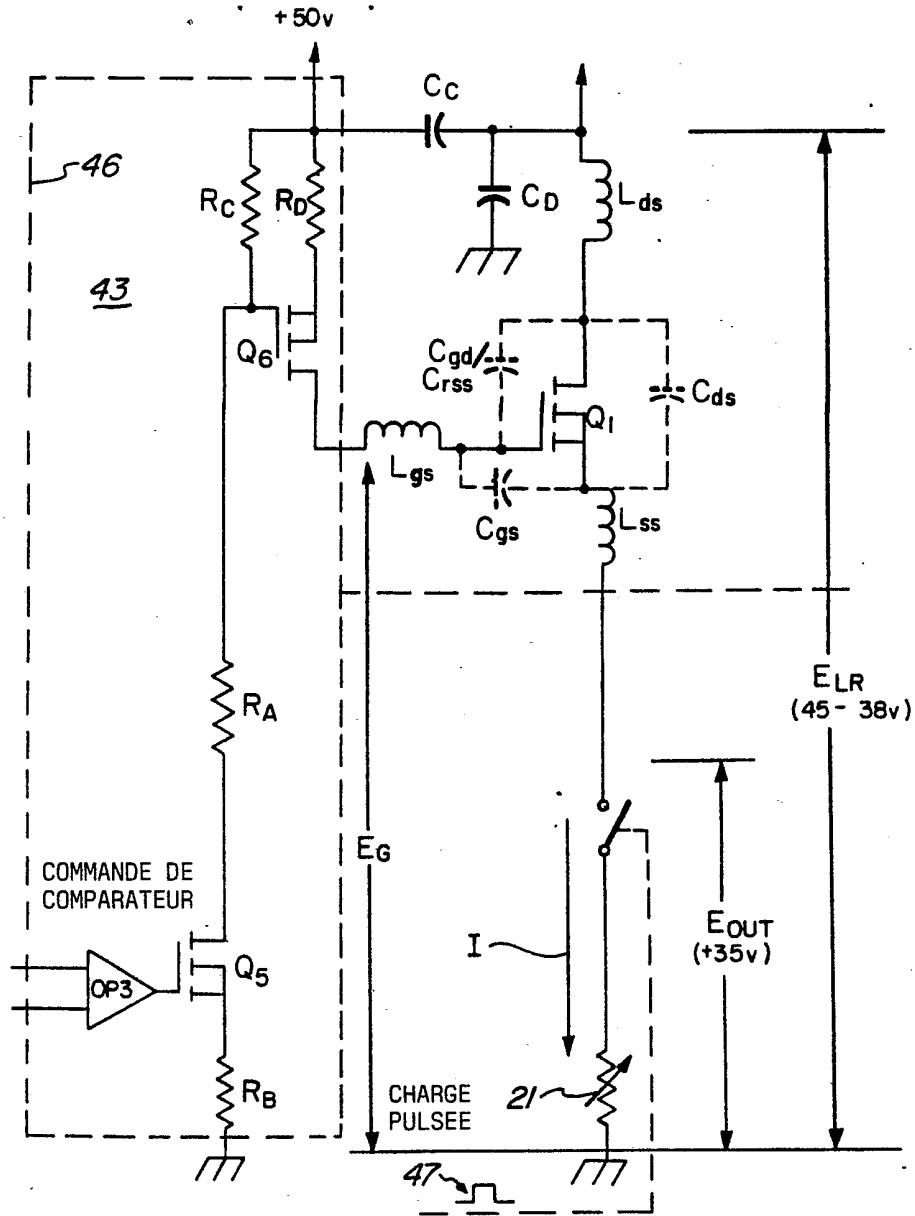 +50v
CC
46
RC
RD
CD
Lds
43
Q6
Cgd/
Crss
Cds
Q1
Lgs
Cgs
Lss
RA
ELR
(45-38v)
EG
COMMANDE DE
COMPARATEUR
EOUT
(+35v)
I
Q5
OP3
RB
CHARGE
PULSEE
21
47